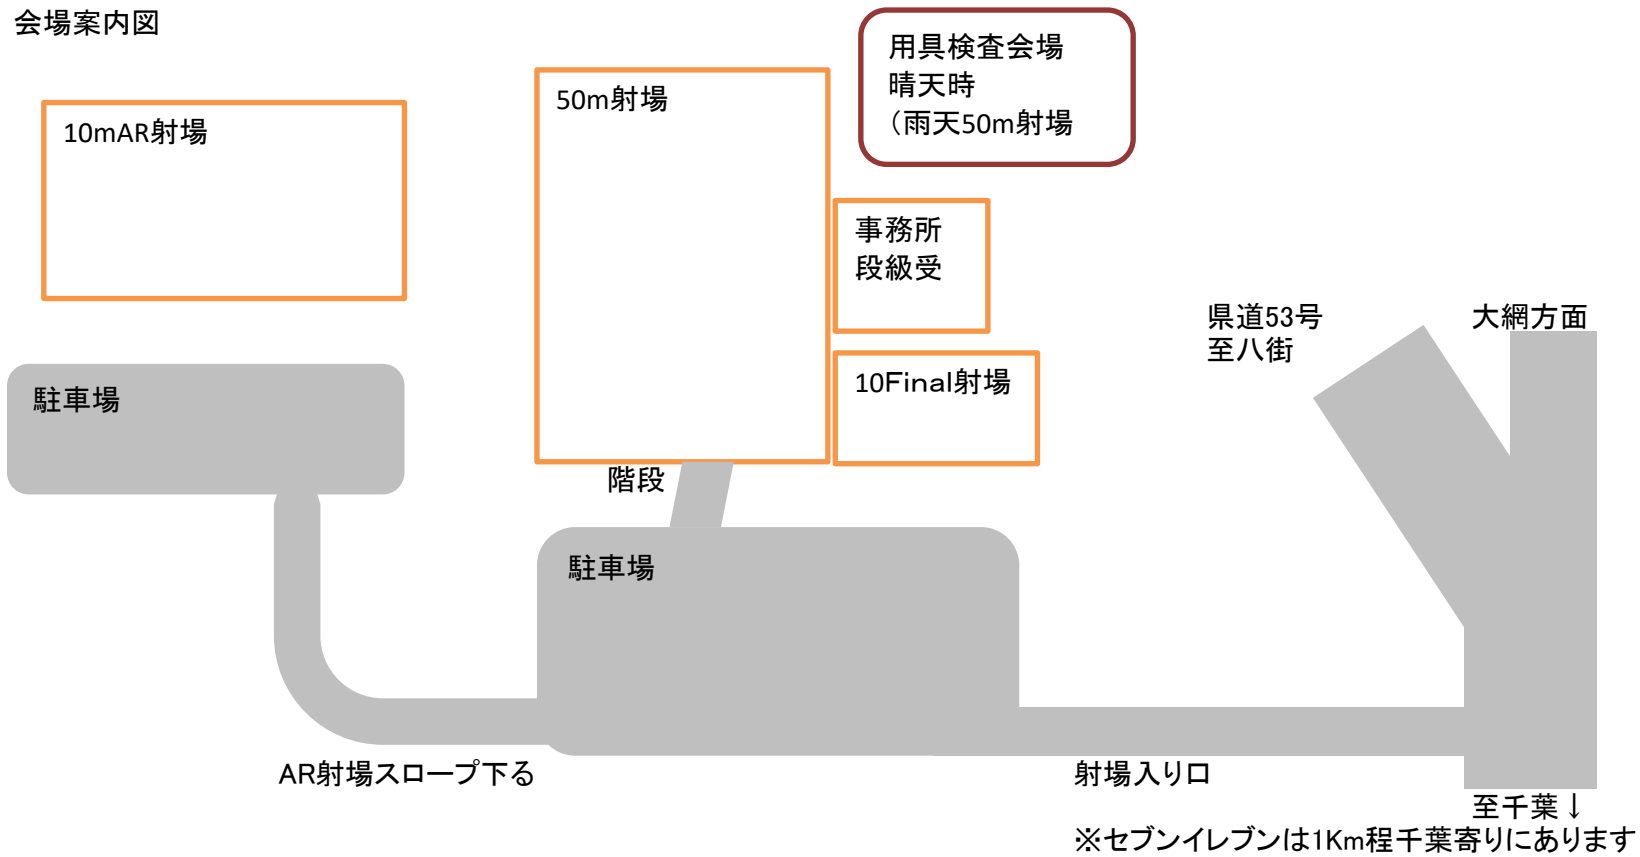 会場案内図
用具検査会場
晴天時
（雨天50m射場
50m射場
10mAR射場
事務所
段級受
県道53号
至八街
大網方面
10Final射場
駐車場
階段
駐車場
AR射場スロープ下る
射場入り口
至千葉↓
※セブンイレブンは1Km程千葉寄りにあります